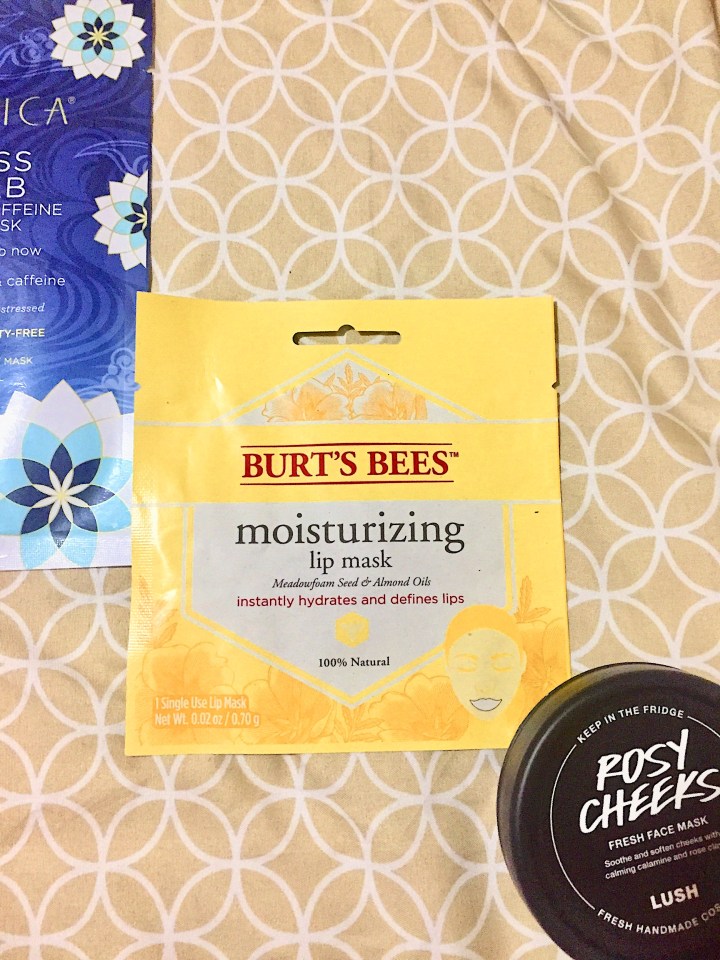 ICA®
SS
B
FFEINE
SK
now
caffeine
stressed
TY-FREE
MASK
BURT'S BEES™
moisturizing
lip mask
Meadowfoam Seed & Almond Oils
instantly hydrates and defines lips
100% Natural
1 Single Use Lip Mask
Net Wt. 0.02 oz / 0.70 g
KEEP IN THE FRIDGE
ROSY
CHEEKS
FRESH FACE MASK
Soothe and soften cheeks with
calming calamine and rose cl
LUSH
FRESH HANDMADE COS